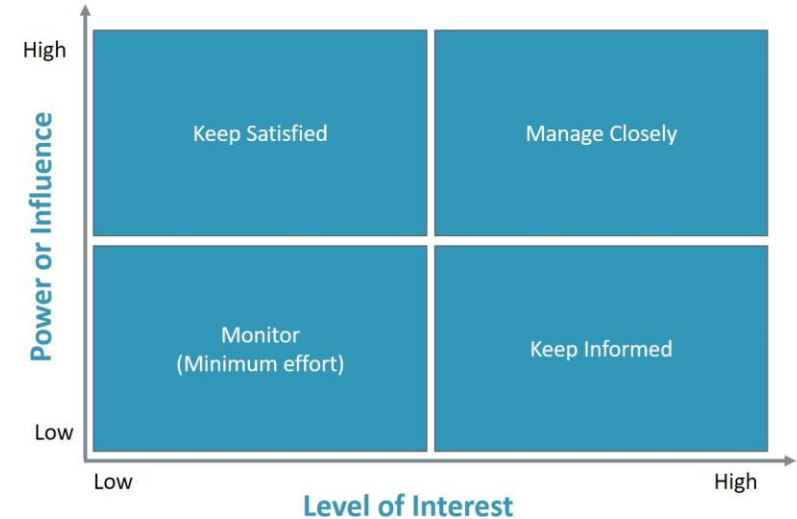 High
Keep Satisfied
Manage Closely
Power or Influence
Monitor
(Minimum effort)
Keep Informed
Low
Low
High
Level of Interest